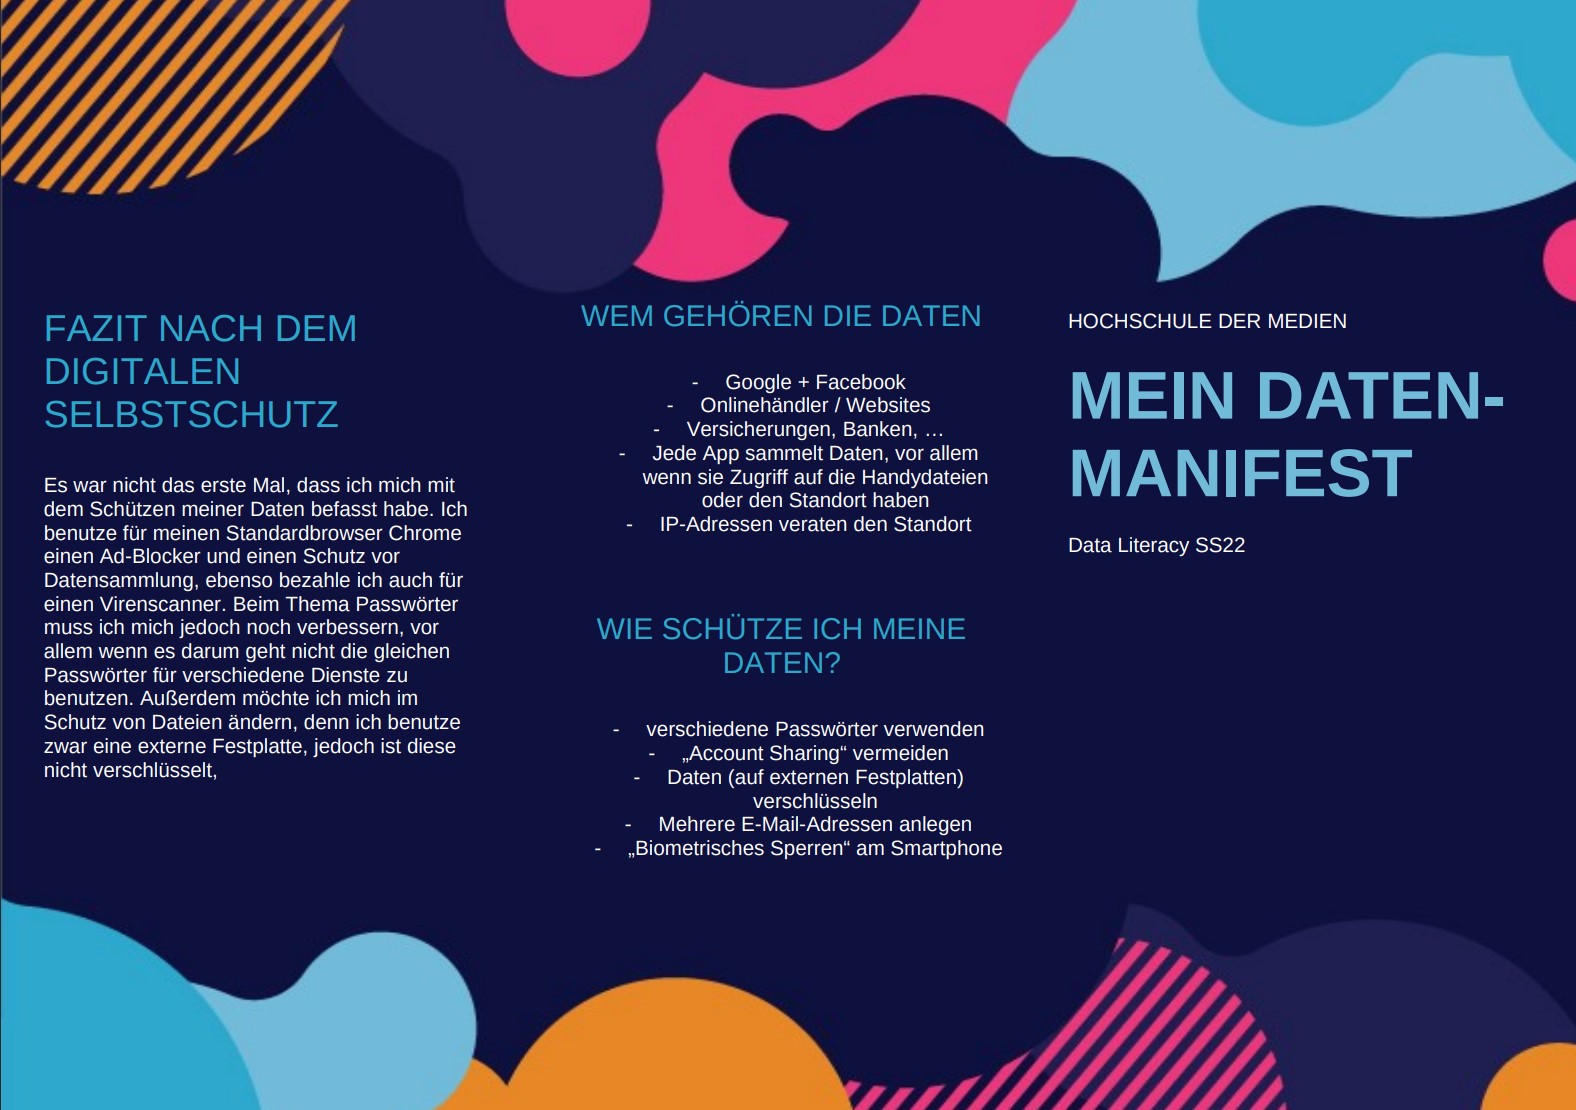 FAZIT NACH DEM
DIGITALEN
SELBSTSCHUTZ
Es war nicht das erste Mal, dass ich mich mit
dem Schützen meiner Daten befasst habe. Ich
benutze für meinen Standardbrowser Chrome
einen Ad-Blocker und einen Schutz vor
Datensammlung, ebenso bezahle ich auch für
einen Virenscanner. Beim Thema Passwörter
muss ich mich jedoch noch verbessern, vor
allem wenn es darum geht nicht die gleichen
Passwörter für verschiedene Dienste zu
benutzen. Außerdem möchte ich mich im
Schutz von Dateien ändern, denn ich benutze
zwar eine externe Festplatte, jedoch ist diese
nicht verschlüsselt,
WEM GEHÖREN DIE DATEN
- Google + Facebook
- Onlinehändler / Websites
- Versicherungen, Banken, …
- Jede App sammelt Daten, vor allem
wenn sie Zugriff auf die Handydateien
oder den Standort haben
- IP-Adressen veraten den Standort
WIE SCHÜTZE ICH MEINE
DATEN?
- verschiedene Passwörter verwenden
- „Account Sharing“ vermeiden
- Daten (auf externen Festplatten)
verschlüsseln
- Mehrere E-Mail-Adressen anlegen
- „Biometrisches Sperren“ am Smartphone
HOCHSCHULE DER MEDIEN
MEIN DATEN-
MANIFEST
Data Literacy SS22